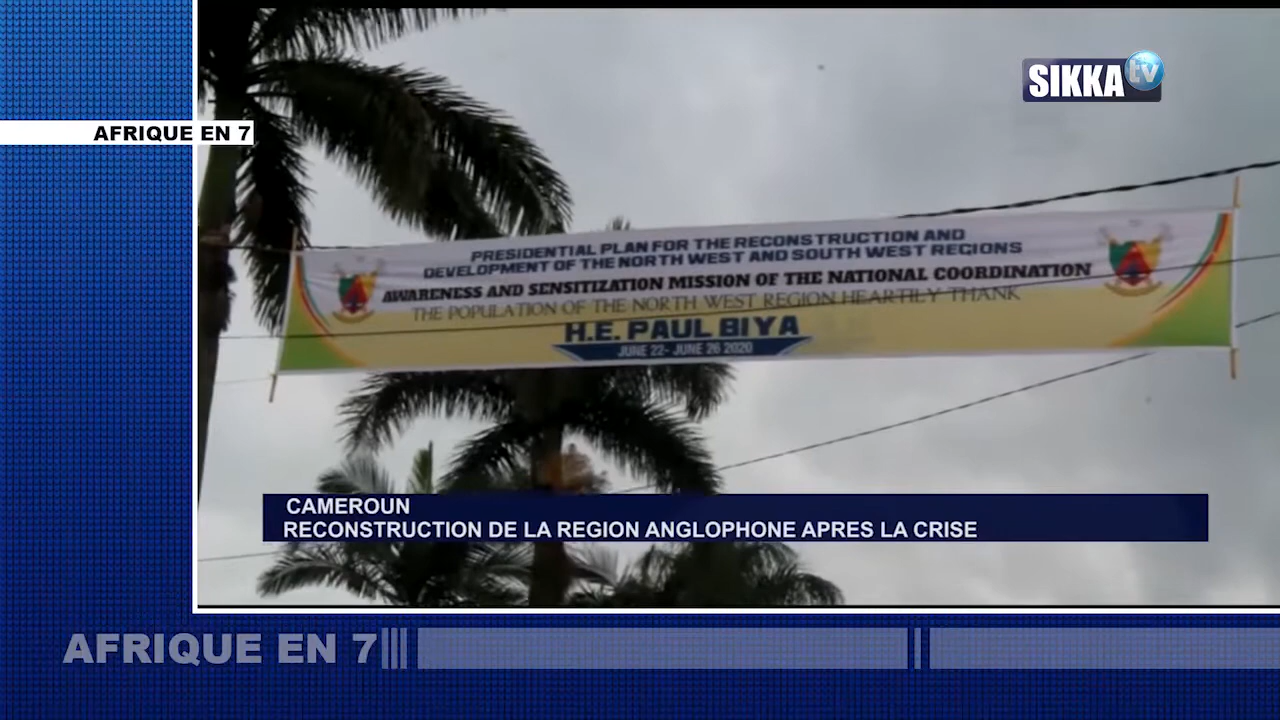 SIKKA tv
AFRIQUE EN 7
PRESIDENTIAL PLAN FOR THE RECONSTRUCTION AND
DEVELOPMENT OF THE NORTH WEST AND SOUTH WEST REGIONS
AWARENESS AND SENSITIZATION MISSION OF THE NATIONAL COORDINATION
THE POPULATION OF THE NORTH WEST REGION HEARTILY THANK
H.E. PAUL BIYA
JUNE 22- JUNE 26 2020
CAMEROUN
RECONSTRUCTION DE LA REGION ANGLOPHONE APRES LA CRISE
AFRIQUE EN 7